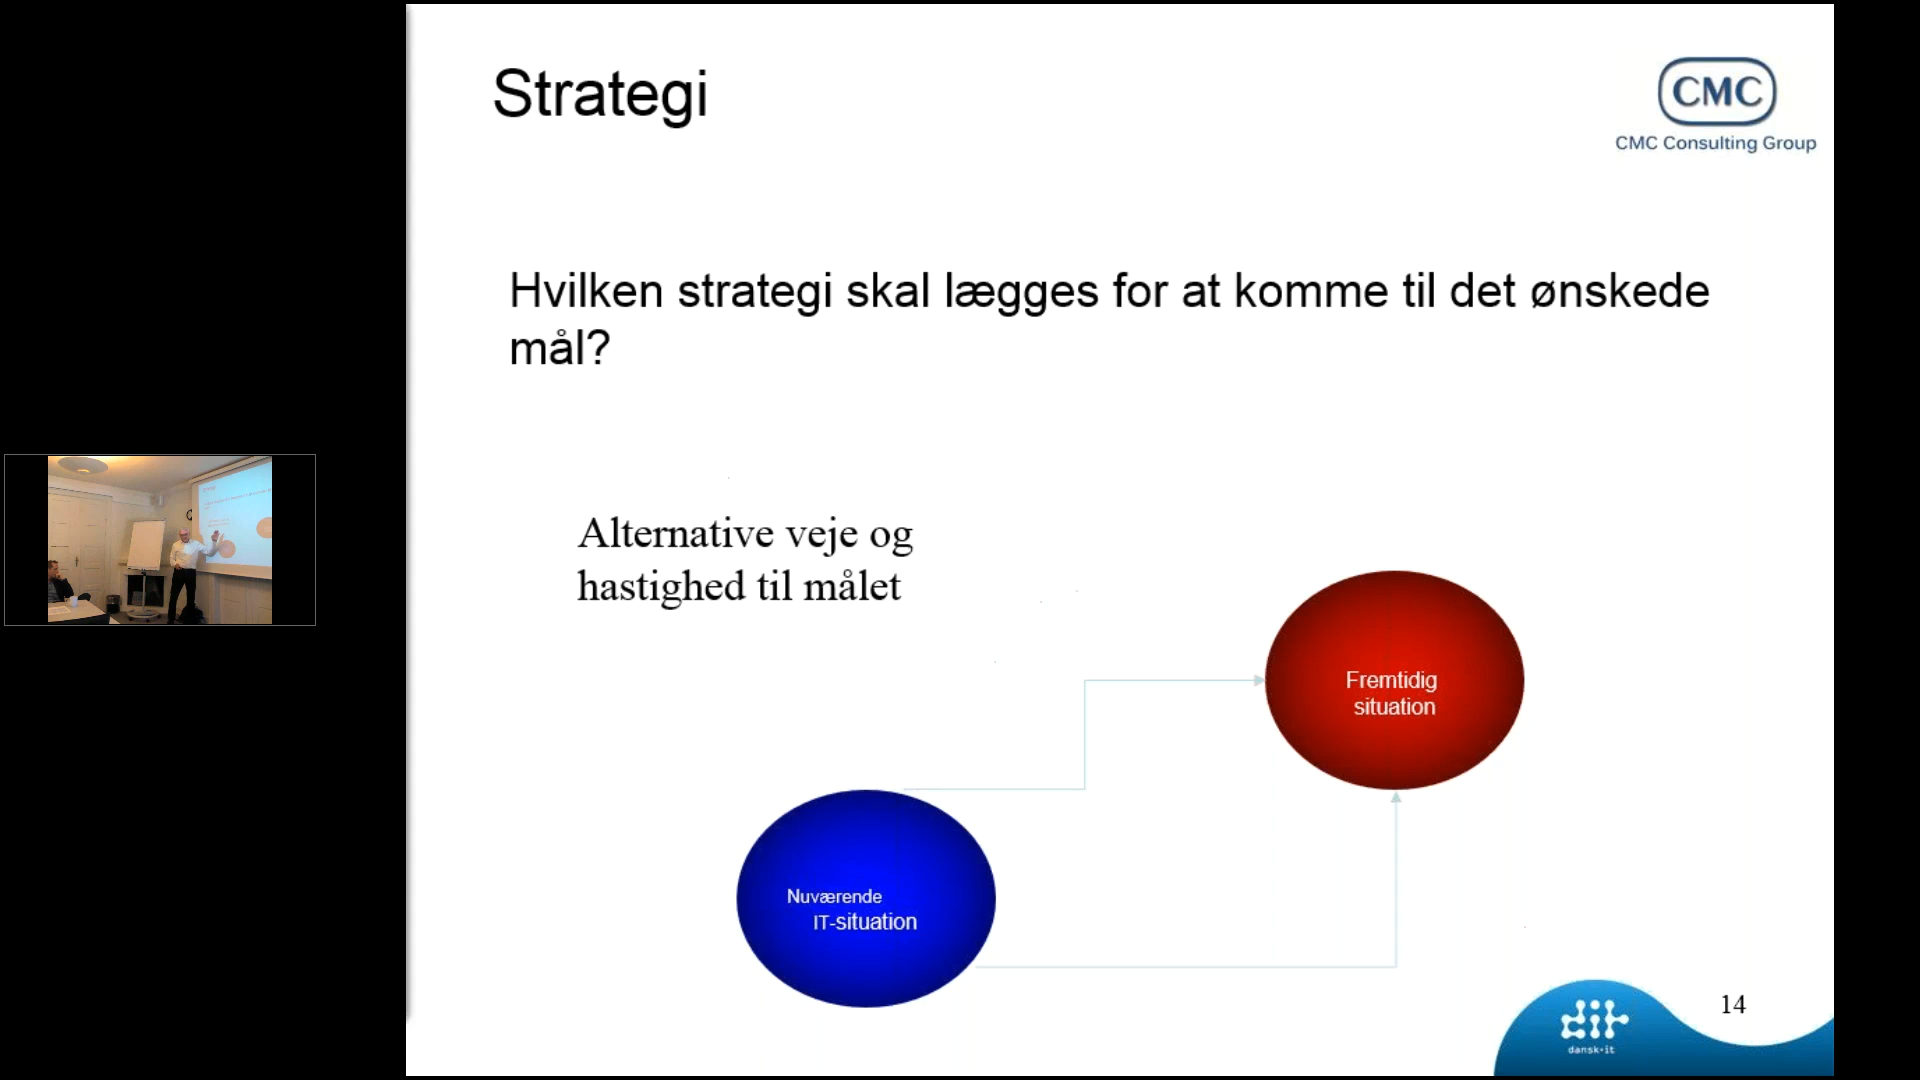 Strategi
CMC
CMC Consulting Group
Hvilken strategi skal lægges for at komme til det ønskede
mål?
Alternative veje og
hastighed til målet
Fremtidig
situation
Nuværende
IT-situation
14
dit
dansk-it